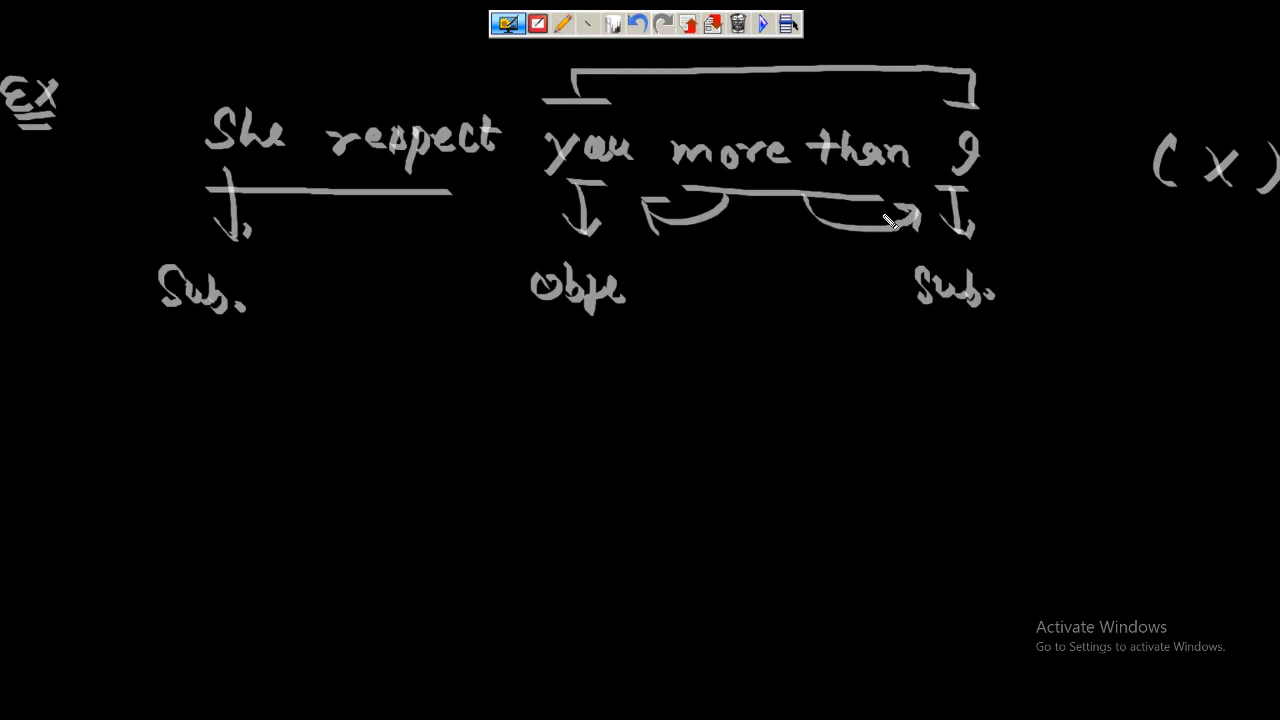 Ex
She respect you more than I (X)
Sub. Obje Sub.
Activate Windows
Go to Settings to activate Windows.